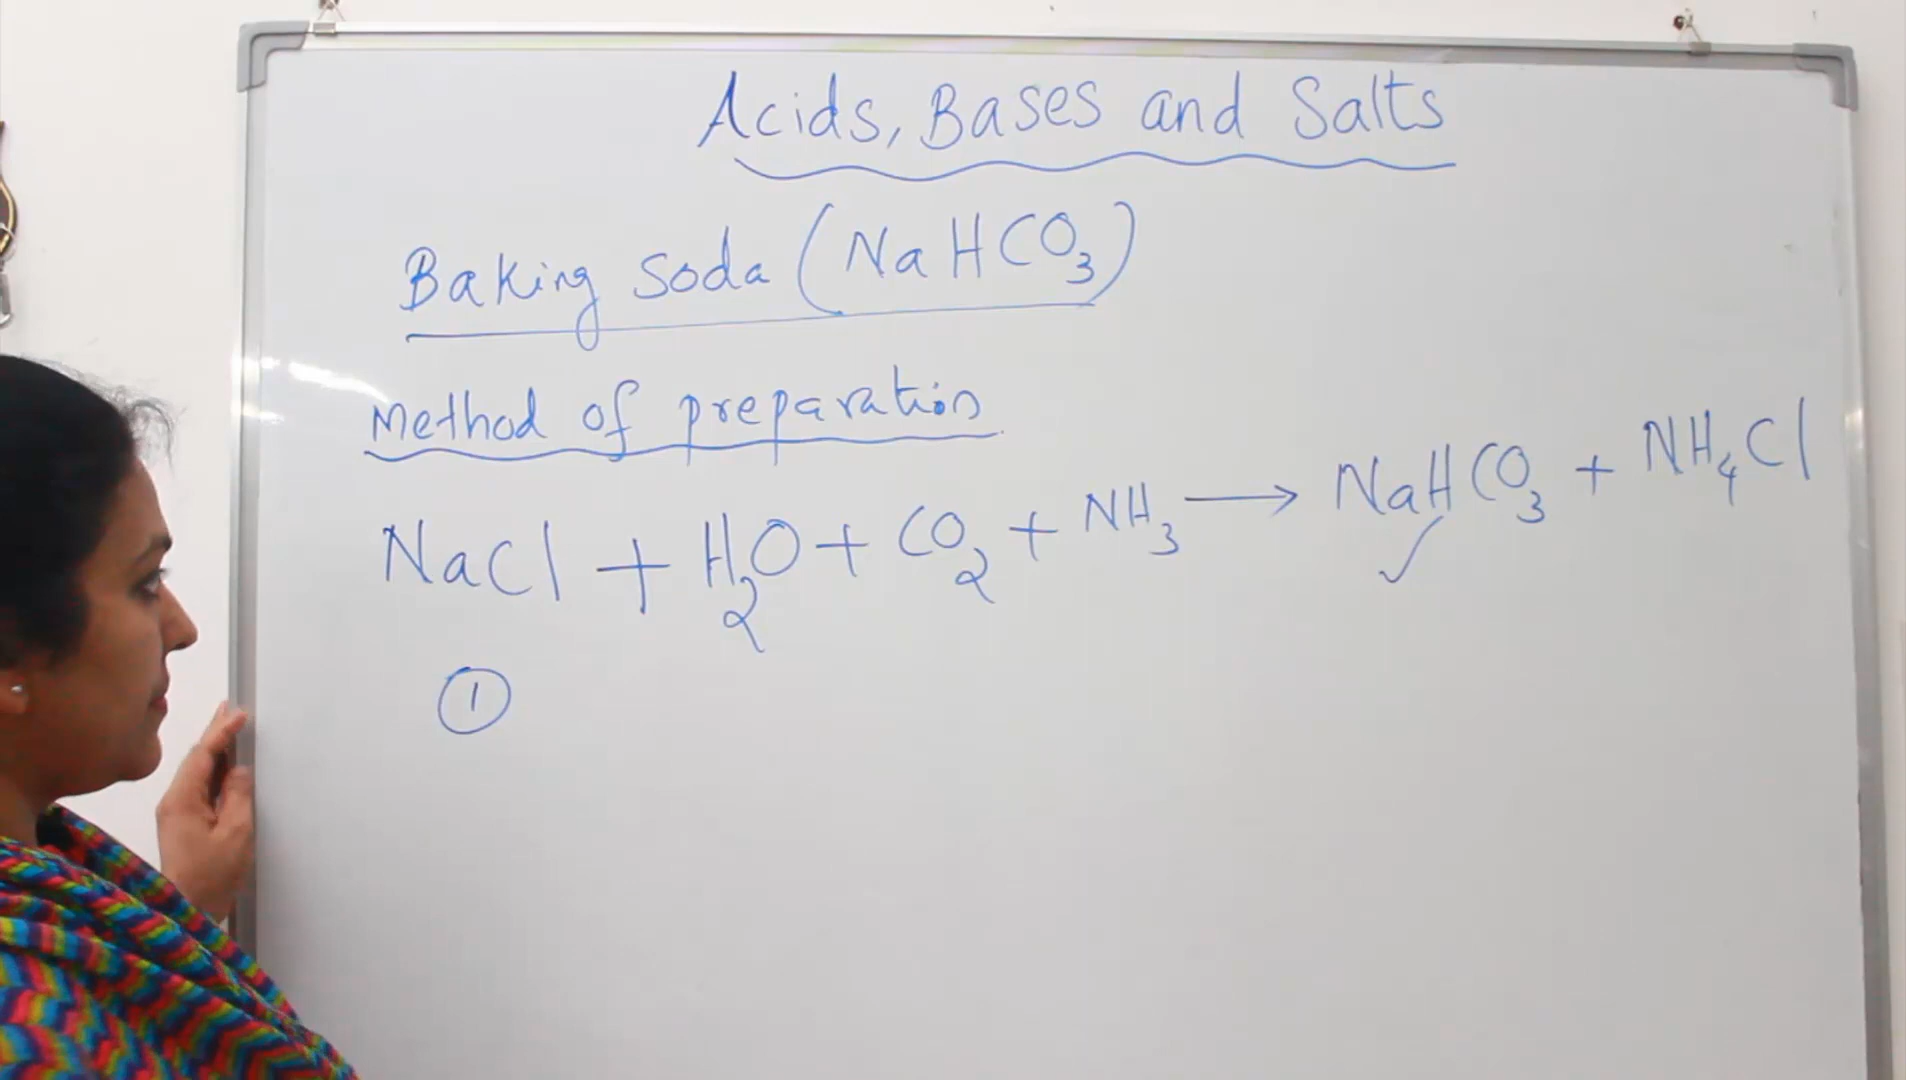 Acids, Bases and Salts
Baking Soda (NaHCO₃)
Method of preparation
NaCl + H₂O + CO₂ + NH₃ ⟶ NaHCO₃ + NH₄Cl
✓
①